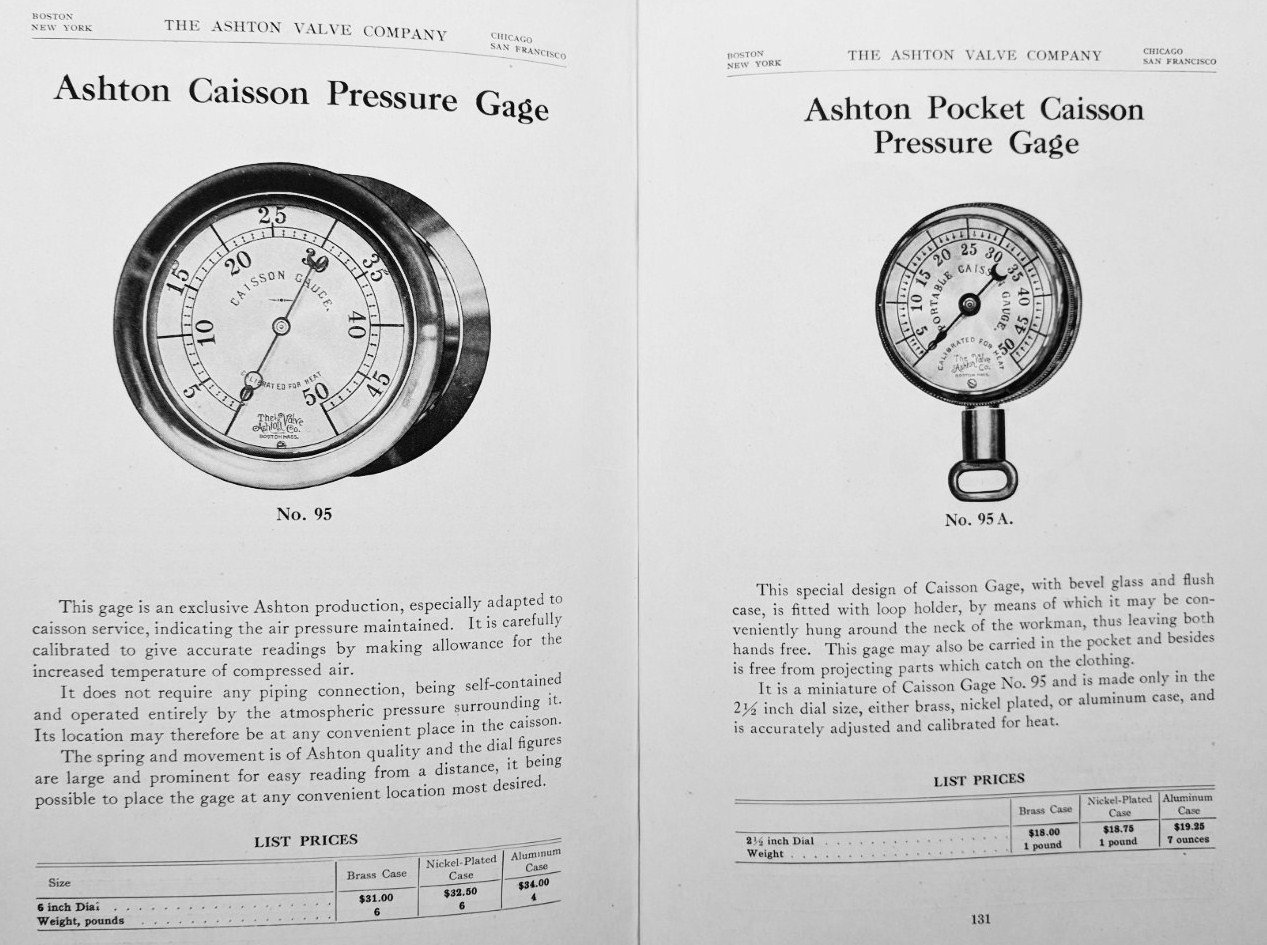 BOSTON
NEW YORK
THE ASHTON VALVE COMPANY
CHICAGO
SAN FRANCISCO
Ashton Caisson Pressure Gage
25
20
30
15
35
CAISSON GAUGE.
10
40
5
45
0
50
CALIBRATED FOR HEAT
The Ashton Valve Co.
BOSTON MASS.
No. 95
This gage is an exclusive Ashton production, especially adapted to
caisson service, indicating the air pressure maintained. It is carefully
calibrated to give accurate readings by making allowance for the
increased temperature of compressed air.
It does not require any piping connection, being self-contained
and operated entirely by the atmospheric pressure surrounding it.
Its location may therefore be at any convenient place in the caisson.
The spring and movement is of Ashton quality and the dial figures
are large and prominent for easy reading from a distance, it being
possible to place the gage at any convenient location most desired.
LIST PRICES
Size Brass Case Nickel-Plated Case Aluminum Case
6 inch Dial $31.00 $32.50 $34.00
Weight, pounds 6 6 4
BOSTON
NEW YORK
THE ASHTON VALVE COMPANY
CHICAGO
SAN FRANCISCO
Ashton Pocket Caisson
Pressure Gage
5 10 15 20 25 30 35 40 45 50
PORTABLE CAISSON GAUGE.
CALIBRATED FOR HEAT
The Ashton Valve Co.
BOSTON MASS.
No. 95 A.
This special design of Caisson Gage, with bevel glass and flush
case, is fitted with loop holder, by means of which it may be con-
veniently hung around the neck of the workman, thus leaving both
hands free. This gage may also be carried in the pocket and besides
is free from projecting parts which catch on the clothing.
It is a miniature of Caisson Gage No. 95 and is made only in the
2½ inch dial size, either brass, nickel plated, or aluminum case, and
is accurately adjusted and calibrated for heat.
LIST PRICES
Brass Case Nickel-Plated Case Aluminum Case
2½ inch Dial $18.00 $18.75 $19.25
Weight 1 pound 1 pound 7 ounces
131